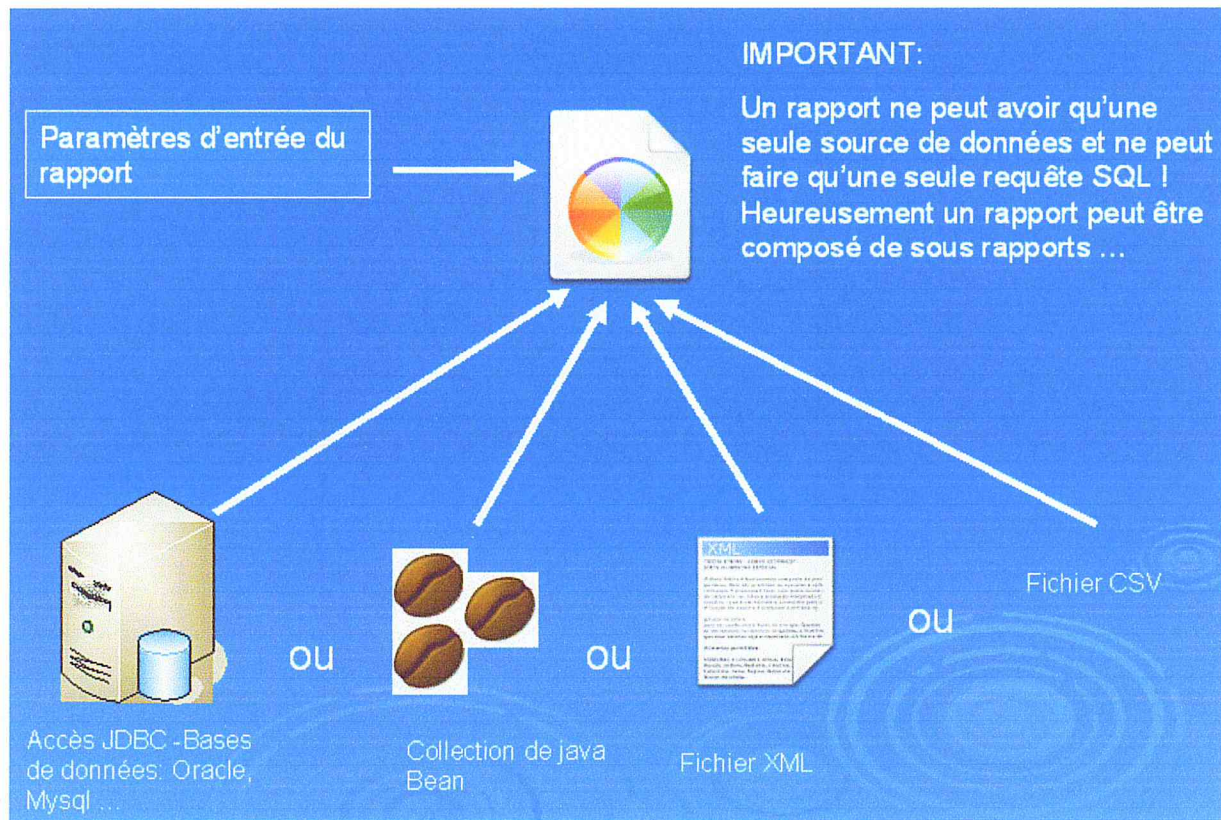 IMPORTANT:
Un rapport ne peut avoir qu'une
seule source de données et ne peut
faire qu'une seule requête SQL !
Heureusement un rapport peut être
composé de sous rapports ...
Paramètres d'entrée du
rapport
XML
Fichier CSV
ou
ou
ou
Accès JDBC -Bases
de données: Oracle,
Mysql ...
Collection de java
Bean
Fichier XML